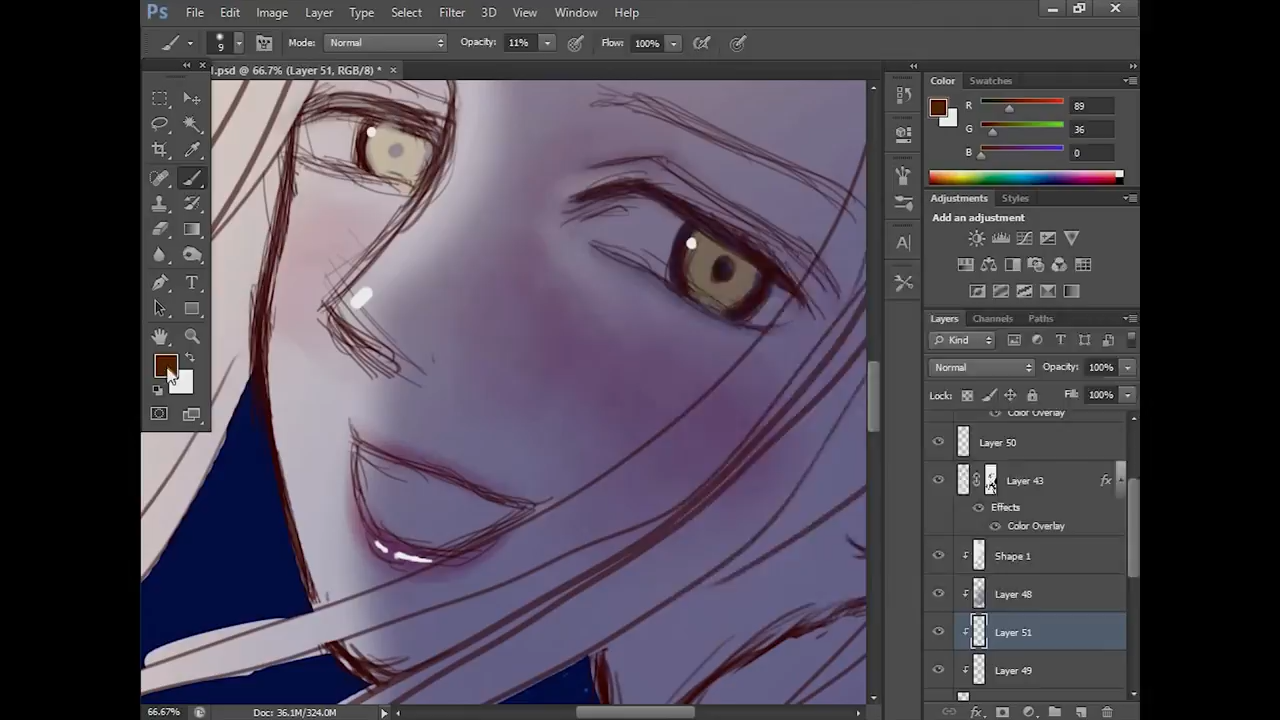 Ps File Edit Image Layer Type Select Filter 3D View Window Help
9 Mode: Normal Opacity: 11% Flow: 100%
l.psd @ 66.7% (Layer 51, RGB/8) *
Color Swatches
R 89
G 36
B 0
Adjustments Styles
Add an adjustment
Layers Channels Paths
Kind
Normal Opacity: 100%
Lock: Fill: 100%
Color Overlay
Layer 50
Layer 43 fx
Effects
Color Overlay
Shape 1
Layer 48
Layer 51
Layer 49
66.67% Doc: 36.1M/324.0M